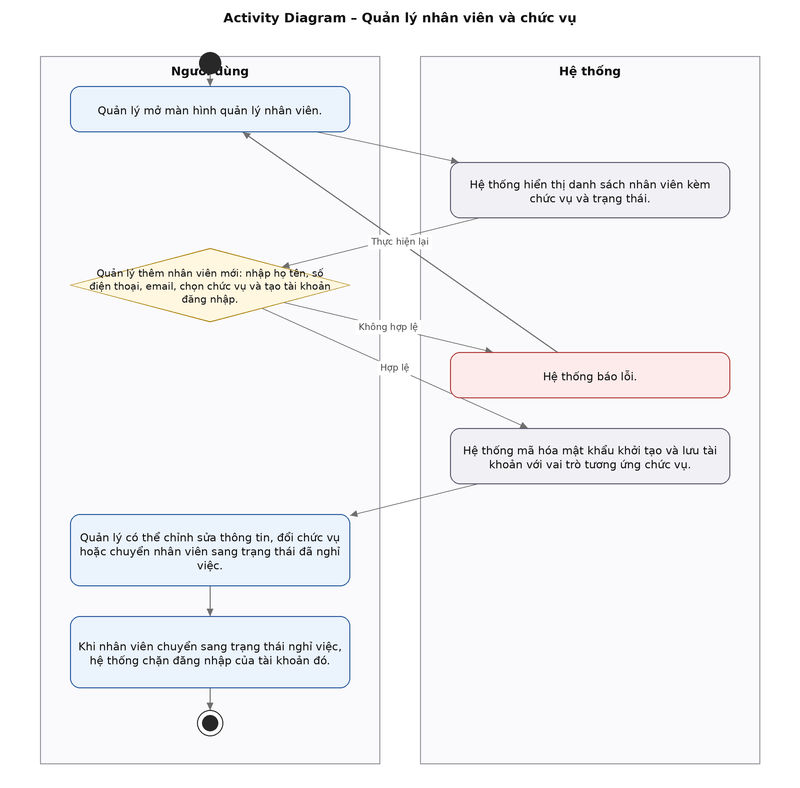 Activity Diagram – Quản lý nhân viên và chức vụ
Người dùng
Hệ thống
Quản lý mở màn hình quản lý nhân viên.
Hệ thống hiển thị danh sách nhân viên kèm
chức vụ và trạng thái.
Thực hiện lại
Quản lý thêm nhân viên mới: nhập họ tên, số
điện thoại, email, chọn chức vụ và tạo tài khoản
đăng nhập.
Không hợp lệ
Hợp lệ
Hệ thống báo lỗi.
Hệ thống mã hóa mật khẩu khởi tạo và lưu tài
khoản với vai trò tương ứng chức vụ.
Quản lý có thể chỉnh sửa thông tin, đổi chức vụ
hoặc chuyển nhân viên sang trạng thái đã nghỉ
việc.
Khi nhân viên chuyển sang trạng thái nghỉ việc,
hệ thống chặn đăng nhập của tài khoản đó.